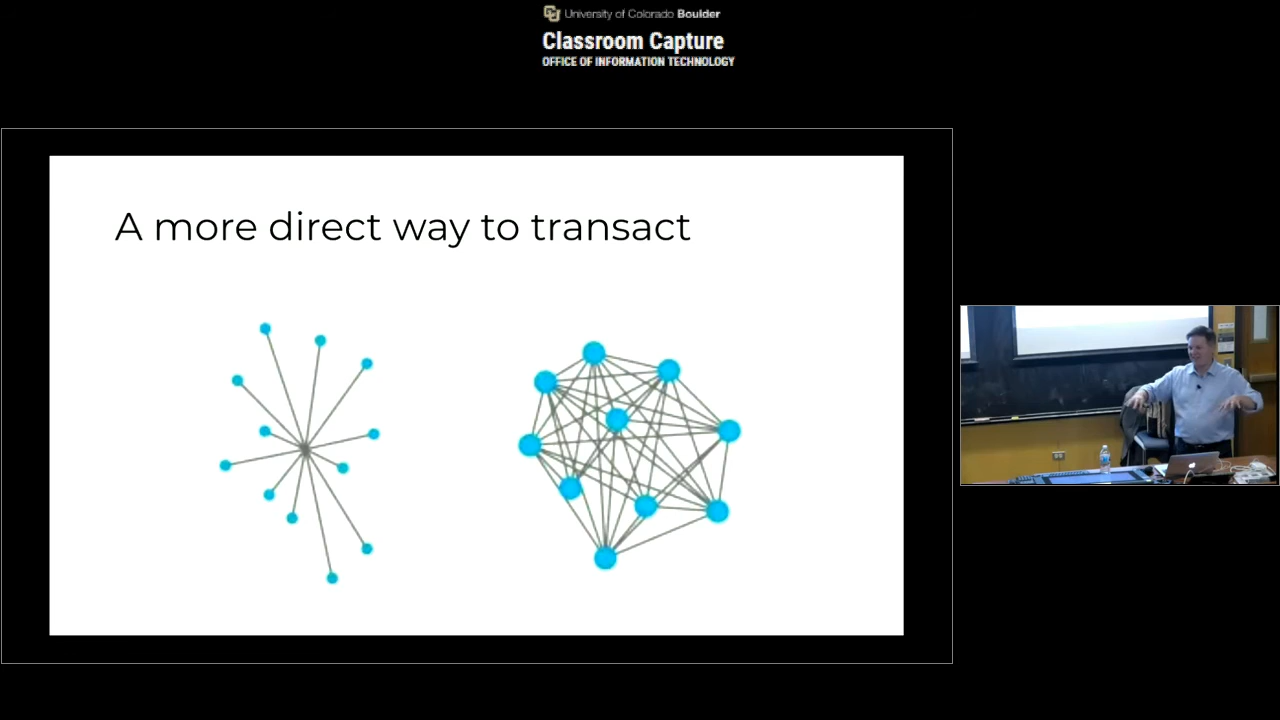 University of Colorado Boulder
Classroom Capture
OFFICE OF INFORMATION TECHNOLOGY
A more direct way to transact